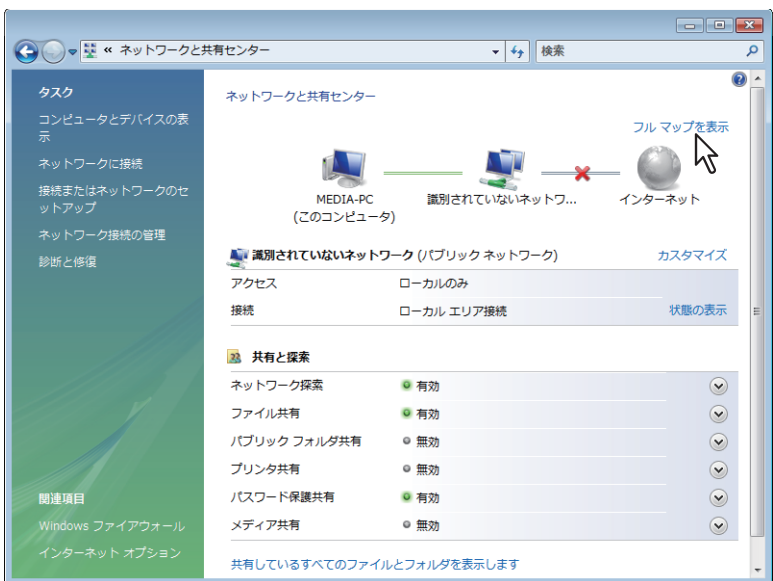 « ネットワークと共有センター
検索
タスク
コンピュータとデバイスの表
示
ネットワークに接続
接続またはネットワークのセ
ットアップ
ネットワーク接続の管理
診断と修復
関連項目
Windows ファイアウォール
インターネット オプション
ネットワークと共有センター
フル マップを表示
MEDIA-PC
(このコンピュータ)
識別されていないネットワ...
インターネット
識別されていないネットワーク (パブリック ネットワーク)
カスタマイズ
アクセス
ローカルのみ
接続
ローカル エリア接続
状態の表示
共有と探索
ネットワーク探索
有効
ファイル共有
有効
パブリック フォルダ共有
無効
プリンタ共有
無効
パスワード保護共有
有効
メディア共有
無効
共有しているすべてのファイルとフォルダを表示します